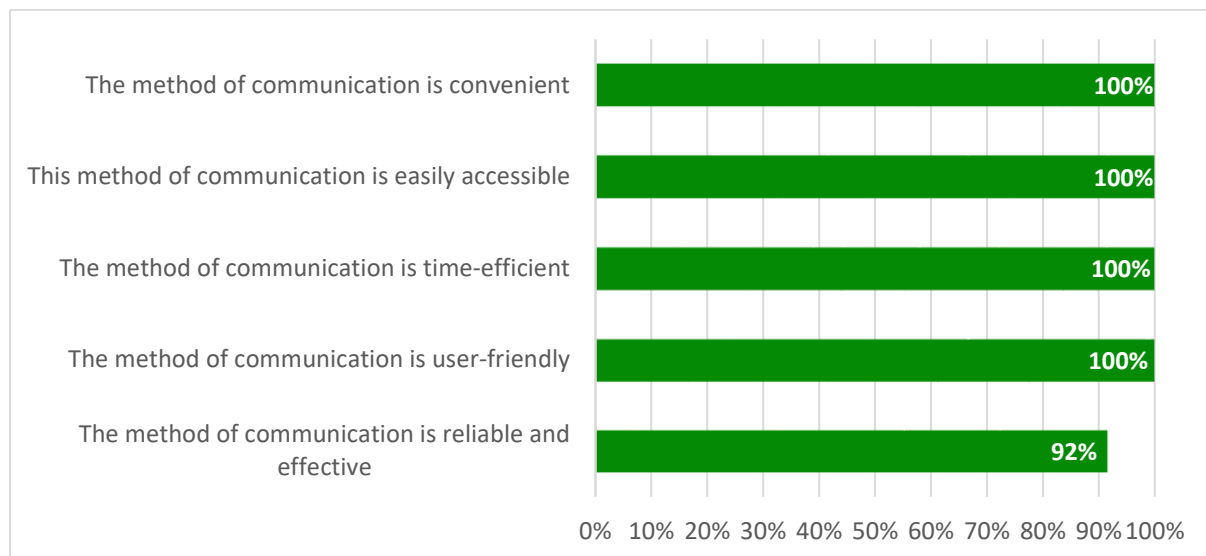 The method of communication is convenient
100%
This method of communication is easily accessible
100%
The method of communication is time-efficient
100%
The method of communication is user-friendly
100%
The method of communication is reliable and
effective
92%
0% 10% 20% 30% 40% 50% 60% 70% 80% 90% 100%